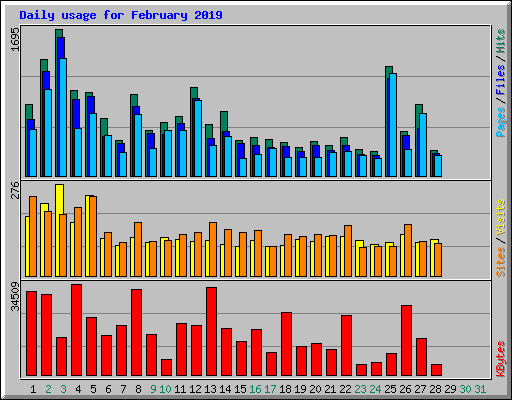 Daily usage for February 2019
1695
Pages / Files / Hits
276
Sites / Visits
34509
KBytes
1 2 3 4 5 6 7 8 9 10 11 12 13 14 15 16 17 18 19 20 21 22 23 24 25 26 27 28 29 30 31